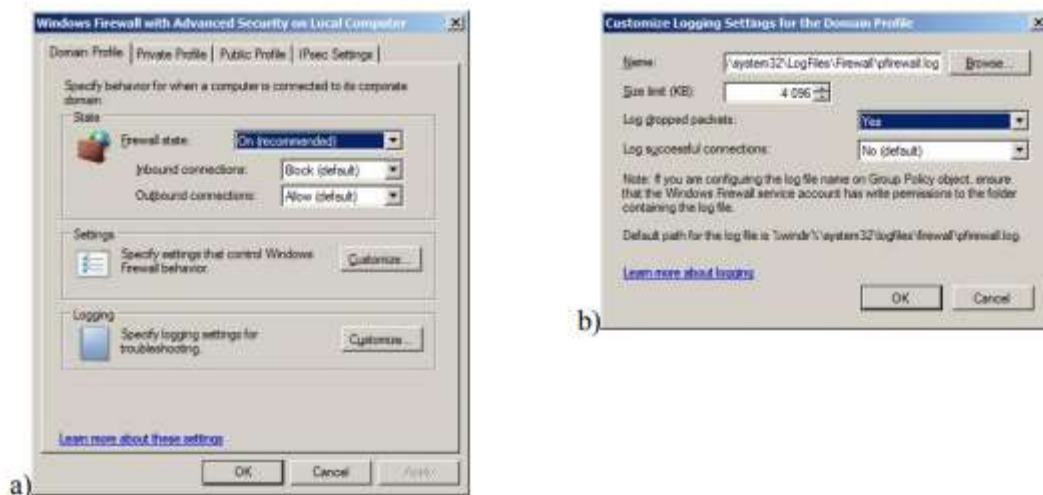 Windows Firewall with Advanced Security on Local Computer
Domain Profile Private Profile Public Profile IPsec Settings
Specify behavior for when a computer is connected to its corporate
domain.
State
Firewall state: On (recommended)
Inbound connections: Block (default)
Outbound connections: Allow (default)
Settings
Specify settings that control Windows
Firewall behavior.
Customize...
Logging
Specify logging settings for
troubleshooting.
Customize...
Learn more about these settings
OK Cancel Apply
a)
Customize Logging Settings for the Domain Profile
Name: \system32\LogFiles\Firewall\pfirewall.log Browse...
Size limit (KB): 4 096
Log dropped packets: Yes
Log successful connections: No (default)
Note: If you are configuring the log file name on Group Policy object, ensure
that the Windows Firewall service account has write permissions to the folder
containing the log file.
Default path for the log file is %windir%\system32\logfiles\firewall\pfirewall.log.
Learn more about logging
OK Cancel
b)